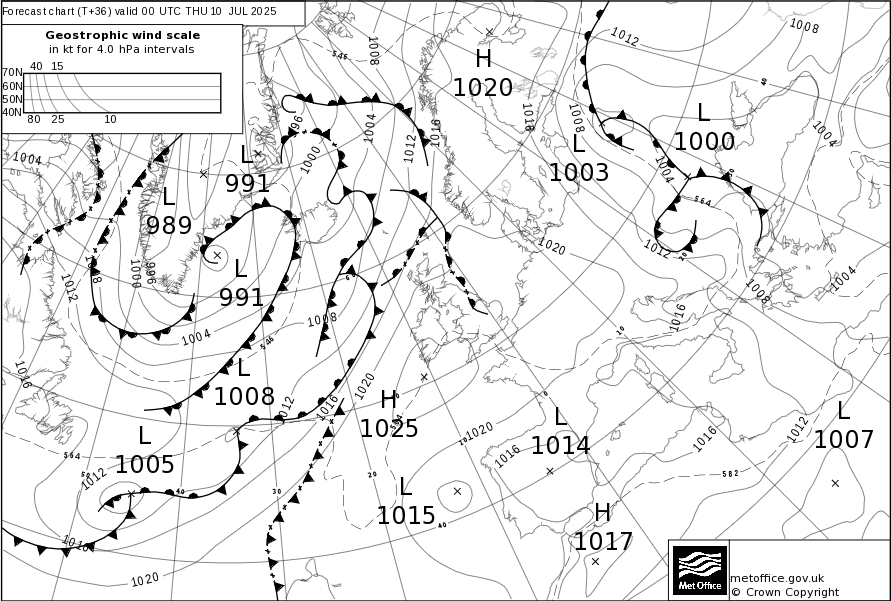 Forecast chart (T+36) valid 00 UTC THU 10 JUL 2025
Geostrophic wind scale
in kt for 4.0 hPa intervals
40 15
70N
60N
50N
40N
80 25 10
546
1008
H
1020
1012
1008
40
L
1000
1004
996
1004
1012
1016
1016
1008
L
1003
1004
1000
L
991
1004
L
989
564
1012
1020
L
991
1000
996
1012
1008
1004
1016
1008
1004
546
10
1016
L
1008
1012
1016
1020
H
1025
0
L
1014
1020
10
1016
1016
1012
L
1007
L
1005
564
1012
40
30
20
582
L
1015
40
H
1017
1016
1020
Met Office
metoffice.gov.uk
© Crown Copyright